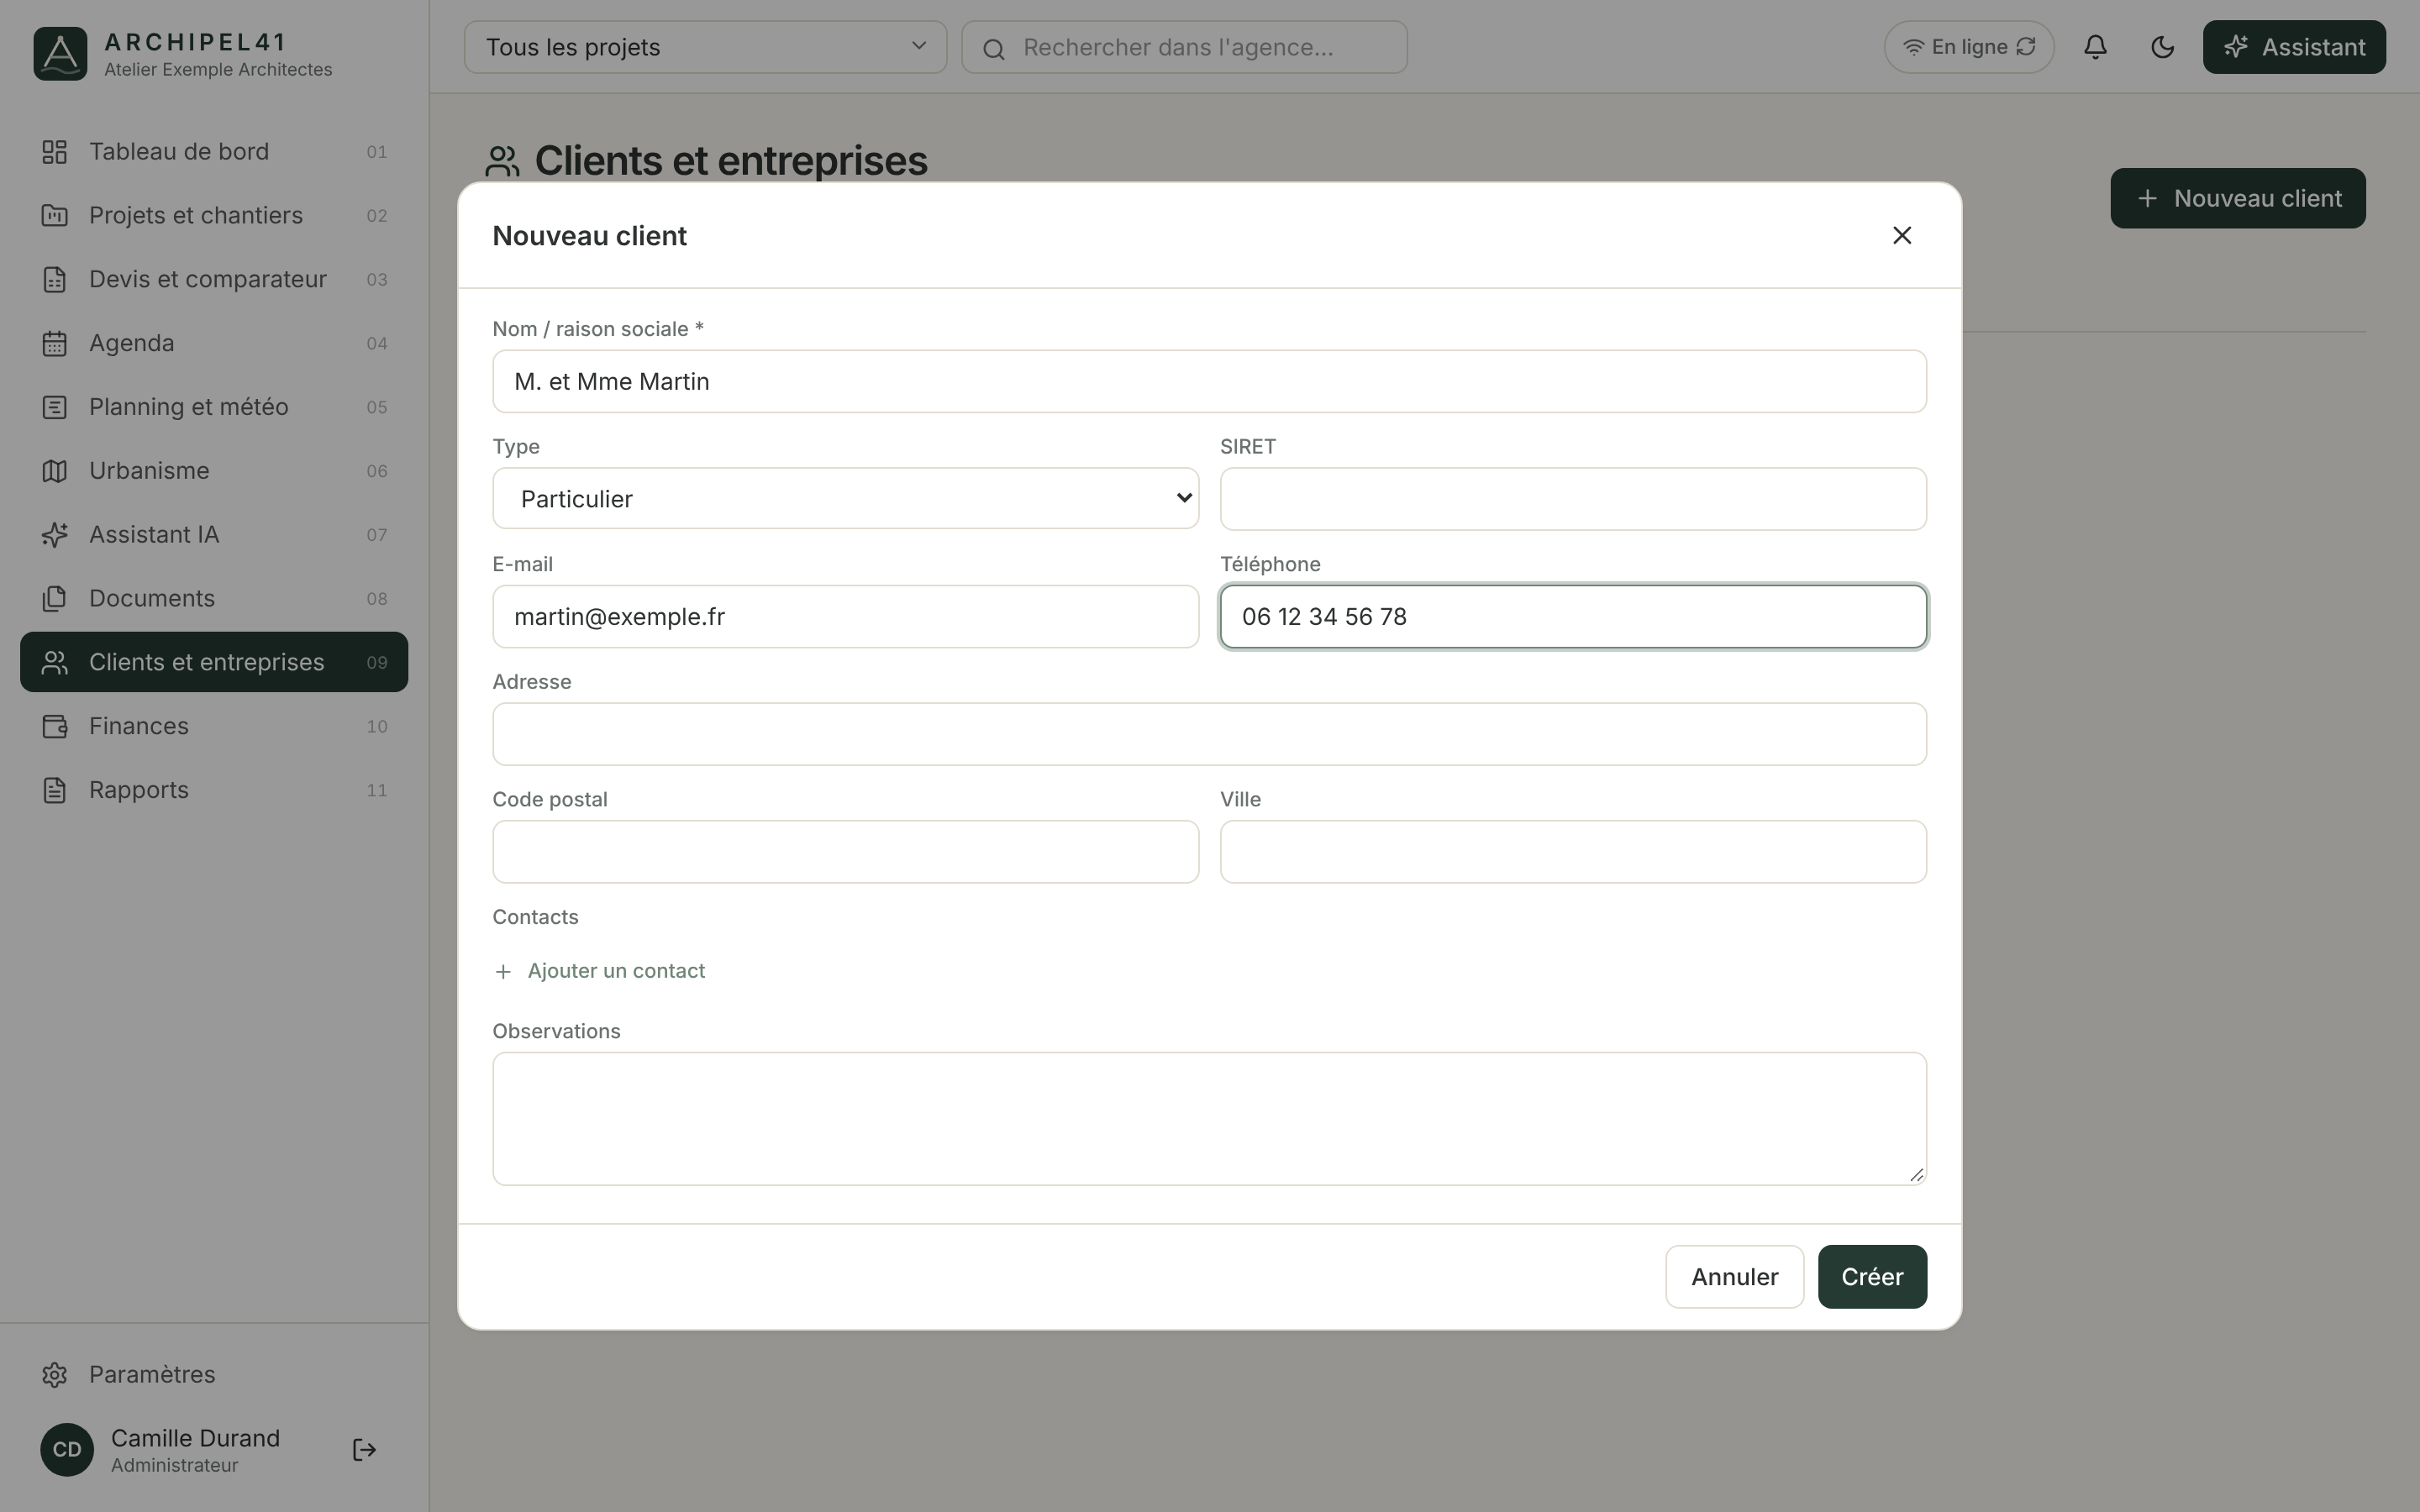 ARCHIPEL41
Atelier Exemple Architectes
Tous les projets
Rechercher dans l'agence...
En ligne
Assistant
Tableau de bord 01
Projets et chantiers 02
Devis et comparateur 03
Agenda 04
Planning et météo 05
Urbanisme 06
Assistant IA 07
Documents 08
Clients et entreprises 09
Finances 10
Rapports 11
Paramètres
CD
Camille Durand
Administrateur
Clients et entreprises
Nouveau client
Nouveau client
Nom / raison sociale *
M. et Mme Martin
Type
Particulier
SIRET
E-mail
martin@exemple.fr
Téléphone
06 12 34 56 78
Adresse
Code postal
Ville
Contacts
Ajouter un contact
Observations
Annuler
Créer